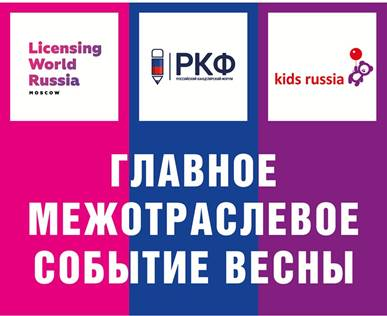 Licensing
World
Russia
MOSCOW
РКФ
РОССИЙСКИЙ КАНЦЕЛЯРСКИЙ ФОРУМ
kids russia
ГЛАВНОЕ
МЕЖОТРАСЛЕВОЕ
СОБЫТИЕ ВЕСНЫ